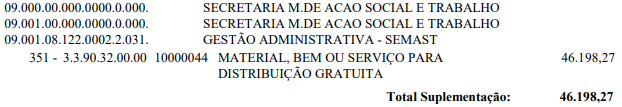 09.000.00.000.0000.0.000. SECRETARIA M.DE ACAO SOCIAL E TRABALHO
09.001.00.000.0000.0.000. SECRETARIA M.DE ACAO SOCIAL E TRABALHO
09.001.08.122.0002.2.031. GESTÃO ADMINISTRATIVA - SEMAST
351 - 3.3.90.32.00.00 10000044 MATERIAL, BEM OU SERVIÇO PARA 46.198,27
DISTRIBUIÇÃO GRATUITA
Total Suplementação: 46.198,27